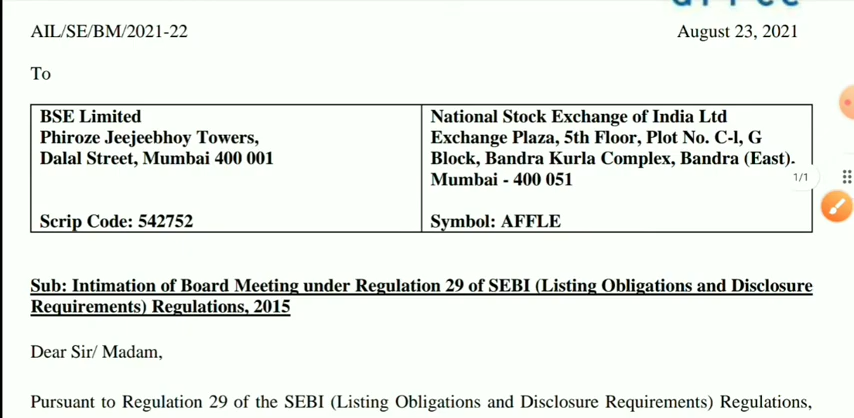 AIL/SE/BM/2021-22
August 23, 2021
To
BSE Limited
Phiroze Jeejeebhoy Towers,
Dalal Street, Mumbai 400 001
Scrip Code: 542752
National Stock Exchange of India Ltd
Exchange Plaza, 5th Floor, Plot No. C-l, G
Block, Bandra Kurla Complex, Bandra (East).
Mumbai - 400 051
Symbol: AFFLE
1/1
Sub: Intimation of Board Meeting under Regulation 29 of SEBI (Listing Obligations and Disclosure
Requirements) Regulations, 2015
Dear Sir/ Madam,
Pursuant to Regulation 29 of the SEBI (Listing Obligations and Disclosure Requirements) Regulations,